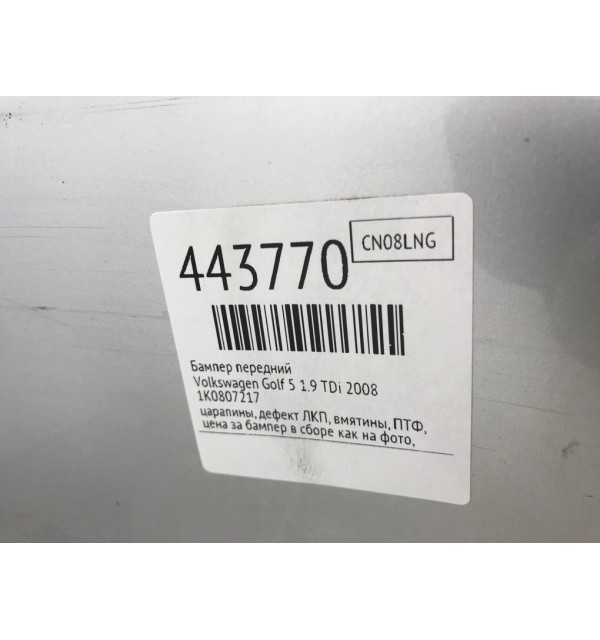 443770
CN08LNG
Бампер передний
Volkswagen Golf 5 1.9 TDi 2008
1K0807217
царапины, дефект ЛКП, вмятины, ПТФ,
цена за бампер в сборе как на фото,